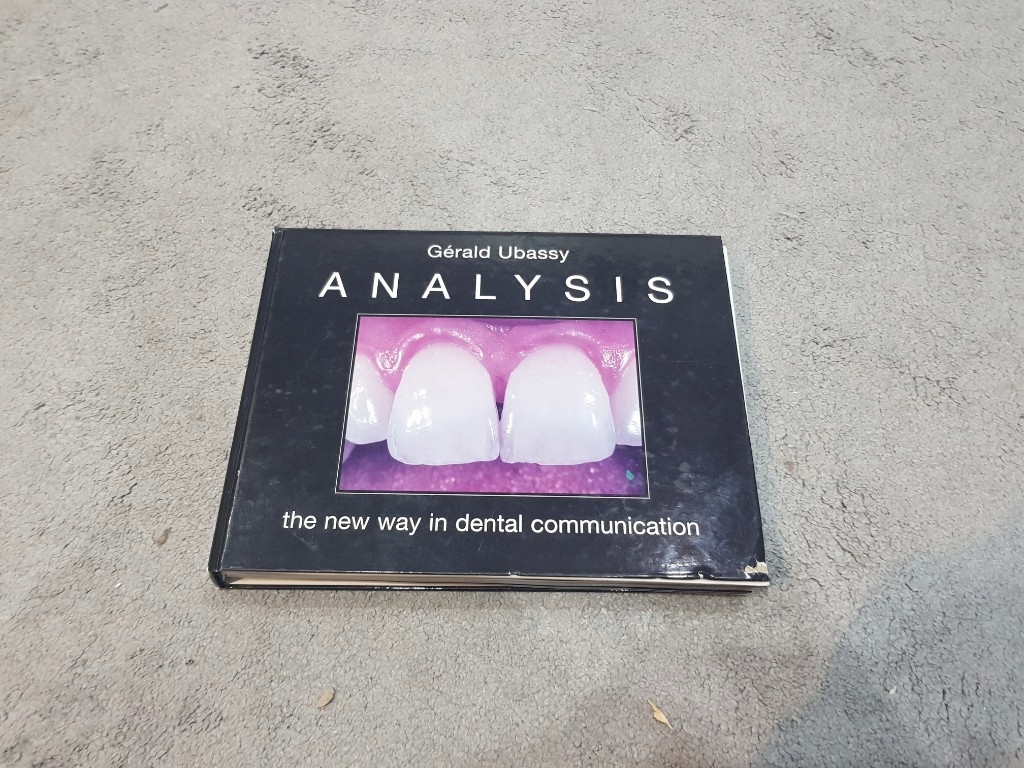 Gérald Ubassy
ANALYSIS
the new way in dental communication